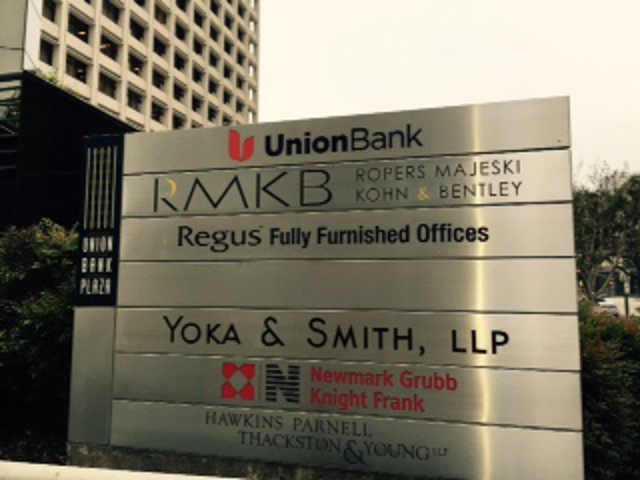 UnionBank
RMKB ROPERS MAJESKI
KOHN & BENTLEY
Regus Fully Furnished Offices
UNION
BANK
PLAZA
YOKA & SMITH, LLP
N Newmark Grubb
Knight Frank
HAWKINS PARNELL
THACKSTON & YOUNG LLP